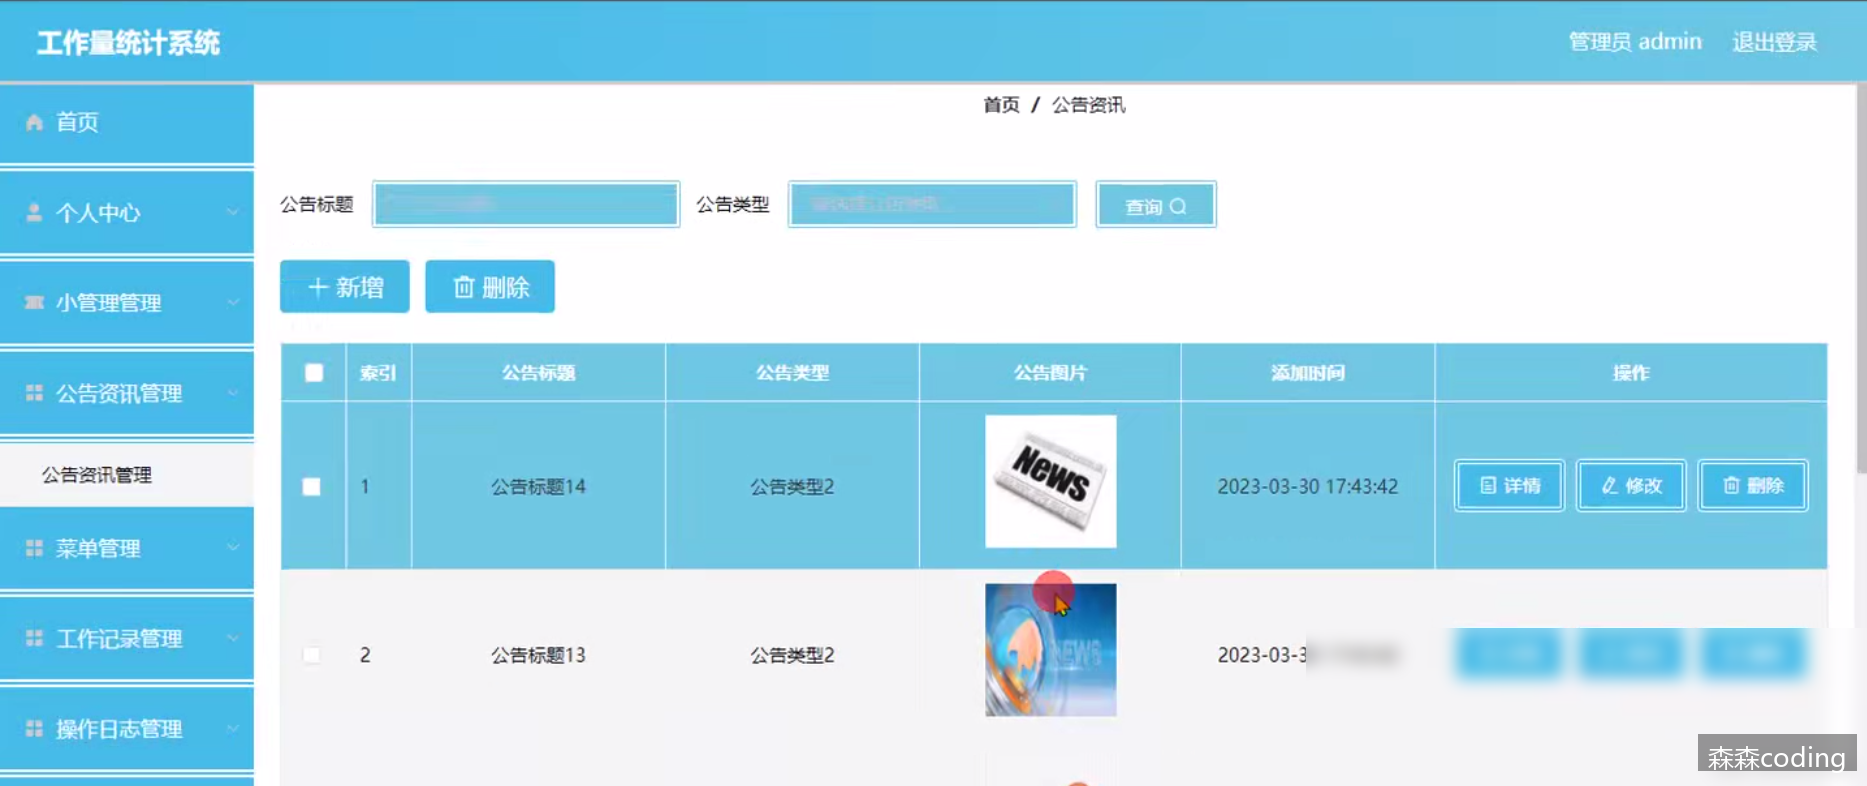 工作量统计系统
管理员 admin 退出登录
首页
个人中心
小管理管理
公告资讯管理
公告资讯管理
菜单管理
工作记录管理
操作日志管理
首页 / 公告资讯
公告标题 公告类型 查询
新增 删除
索引 公告标题 公告类型 公告图片 添加时间 操作
1 公告标题14 公告类型2 News 2023-03-30 17:43:42 详情 修改 删除
2 公告标题13 公告类型2 NEWS 2023-03-3
森森coding